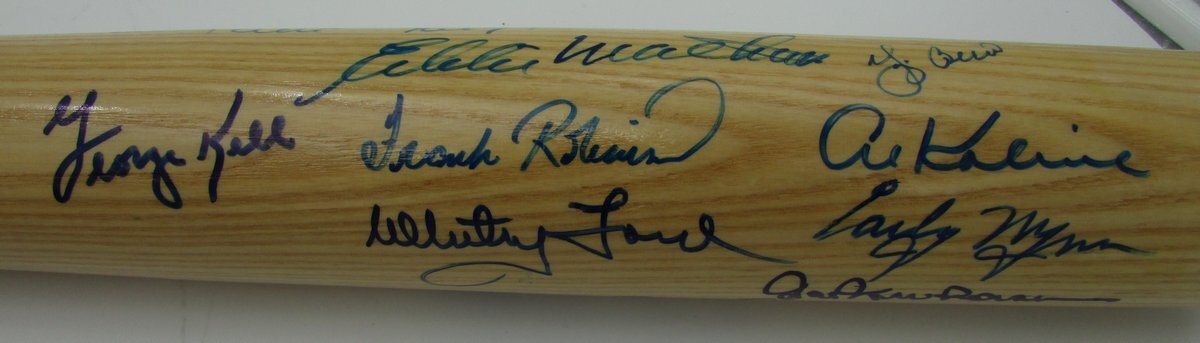 Eddie Mathews
Yogi Berra
George Kell
Frank Robinson
Al Kaline
Whitey Ford
Early Wynn